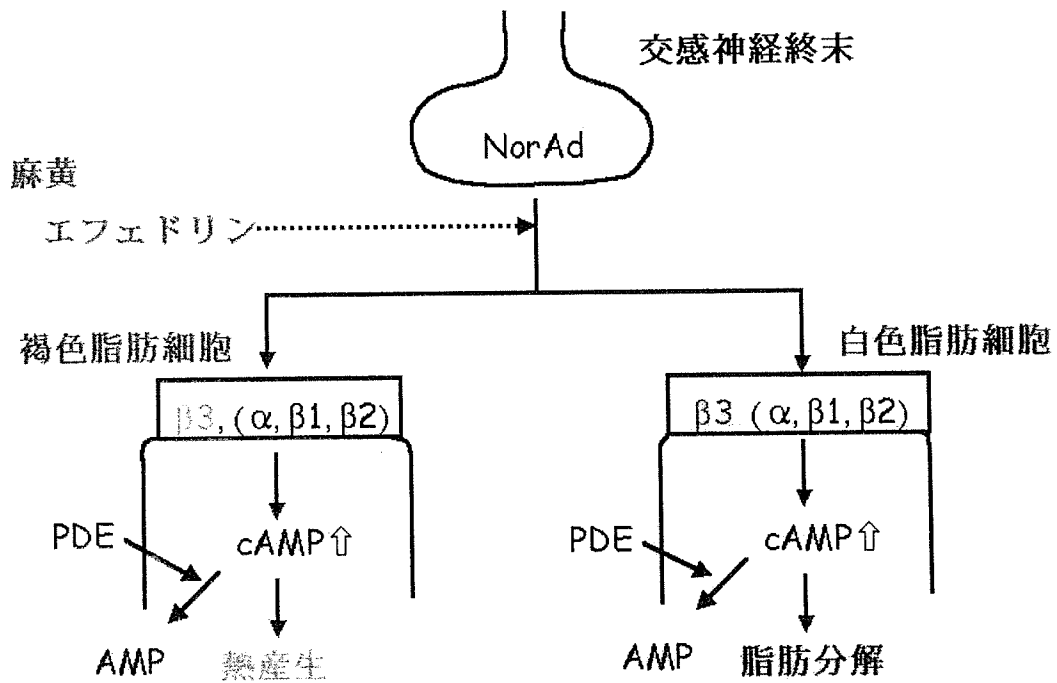 交感神経終末
NorAd
麻黄
エフェドリン
褐色脂肪細胞
白色脂肪細胞
β3, (α, β1, β2)
β3 (α, β1, β2)
PDE
cAMP⇧
PDE
cAMP⇧
AMP
熱産生
AMP
脂肪分解